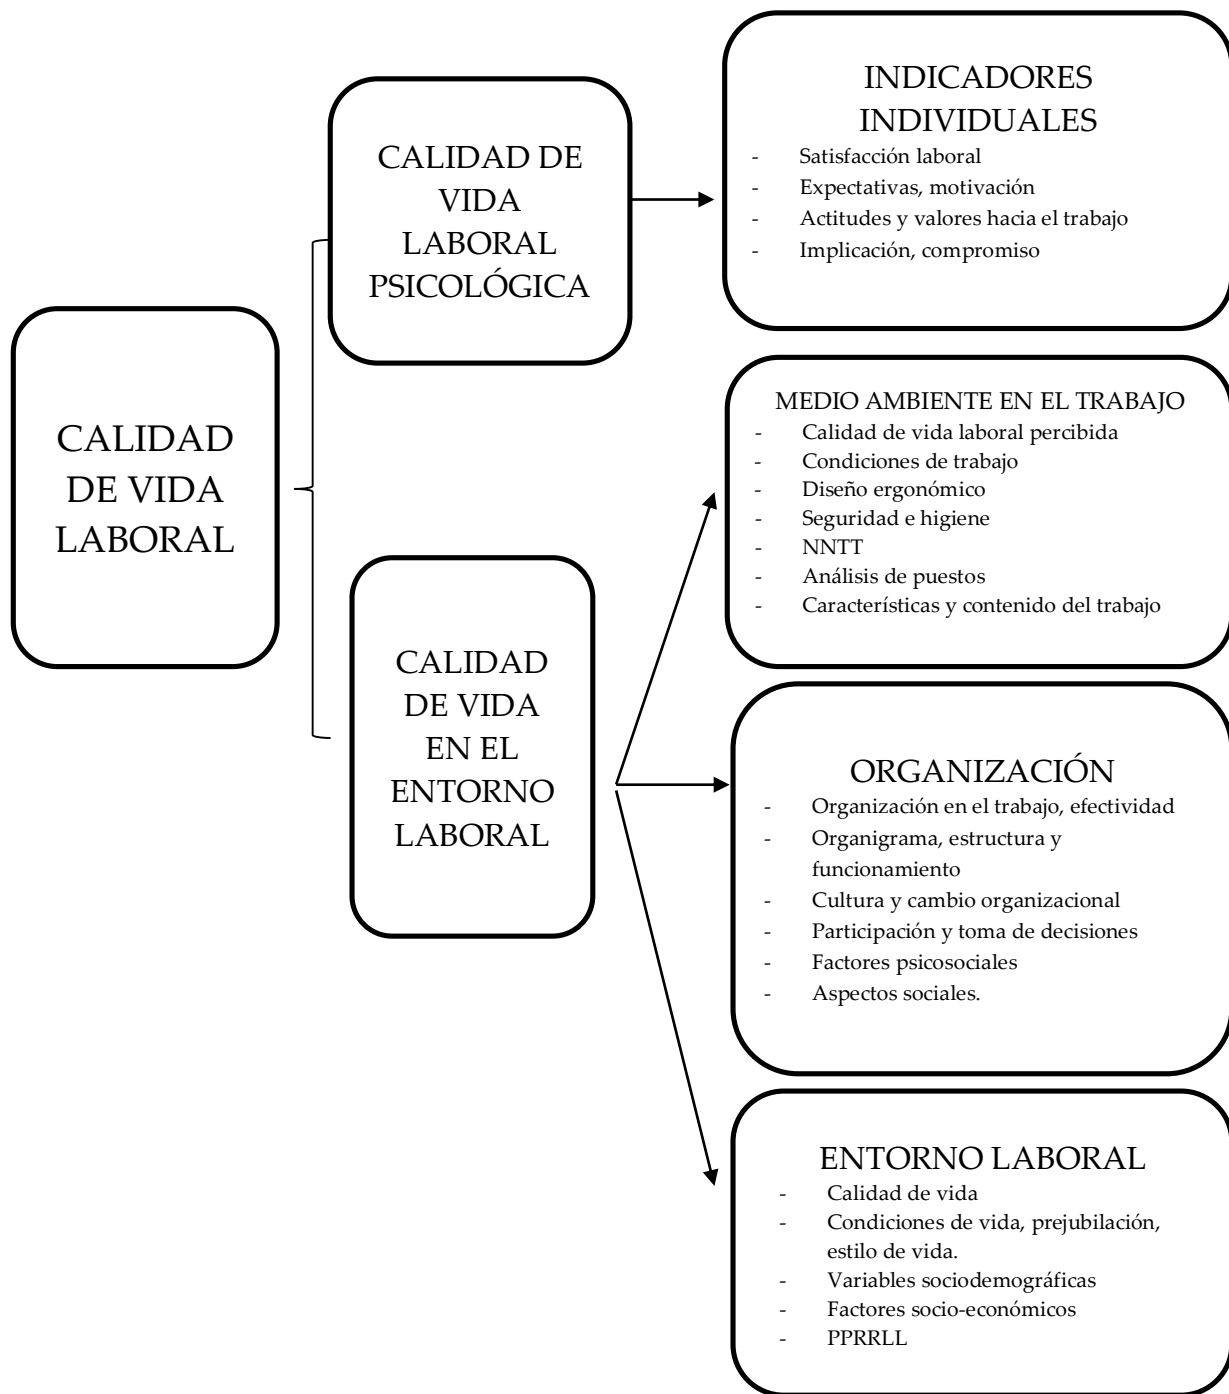 CALIDAD
DE VIDA
LABORAL
CALIDAD DE
VIDA
LABORAL
PSICOLÓGICA
CALIDAD
DE VIDA
EN EL
ENTORNO
LABORAL
INDICADORES
INDIVIDUALES
- Satisfacción laboral
- Expectativas, motivación
- Actitudes y valores hacia el trabajo
- Implicación, compromiso
MEDIO AMBIENTE EN EL TRABAJO
- Calidad de vida laboral percibida
- Condiciones de trabajo
- Diseño ergonómico
- Seguridad e higiene
- NNTT
- Análisis de puestos
- Características y contenido del trabajo
ORGANIZACIÓN
- Organización en el trabajo, efectividad
- Organigrama, estructura y
funcionamiento
- Cultura y cambio organizacional
- Participación y toma de decisiones
- Factores psicosociales
- Aspectos sociales.
ENTORNO LABORAL
- Calidad de vida
- Condiciones de vida, prejubilación,
estilo de vida.
- Variables sociodemográficas
- Factores socio-económicos
- PPRRLL